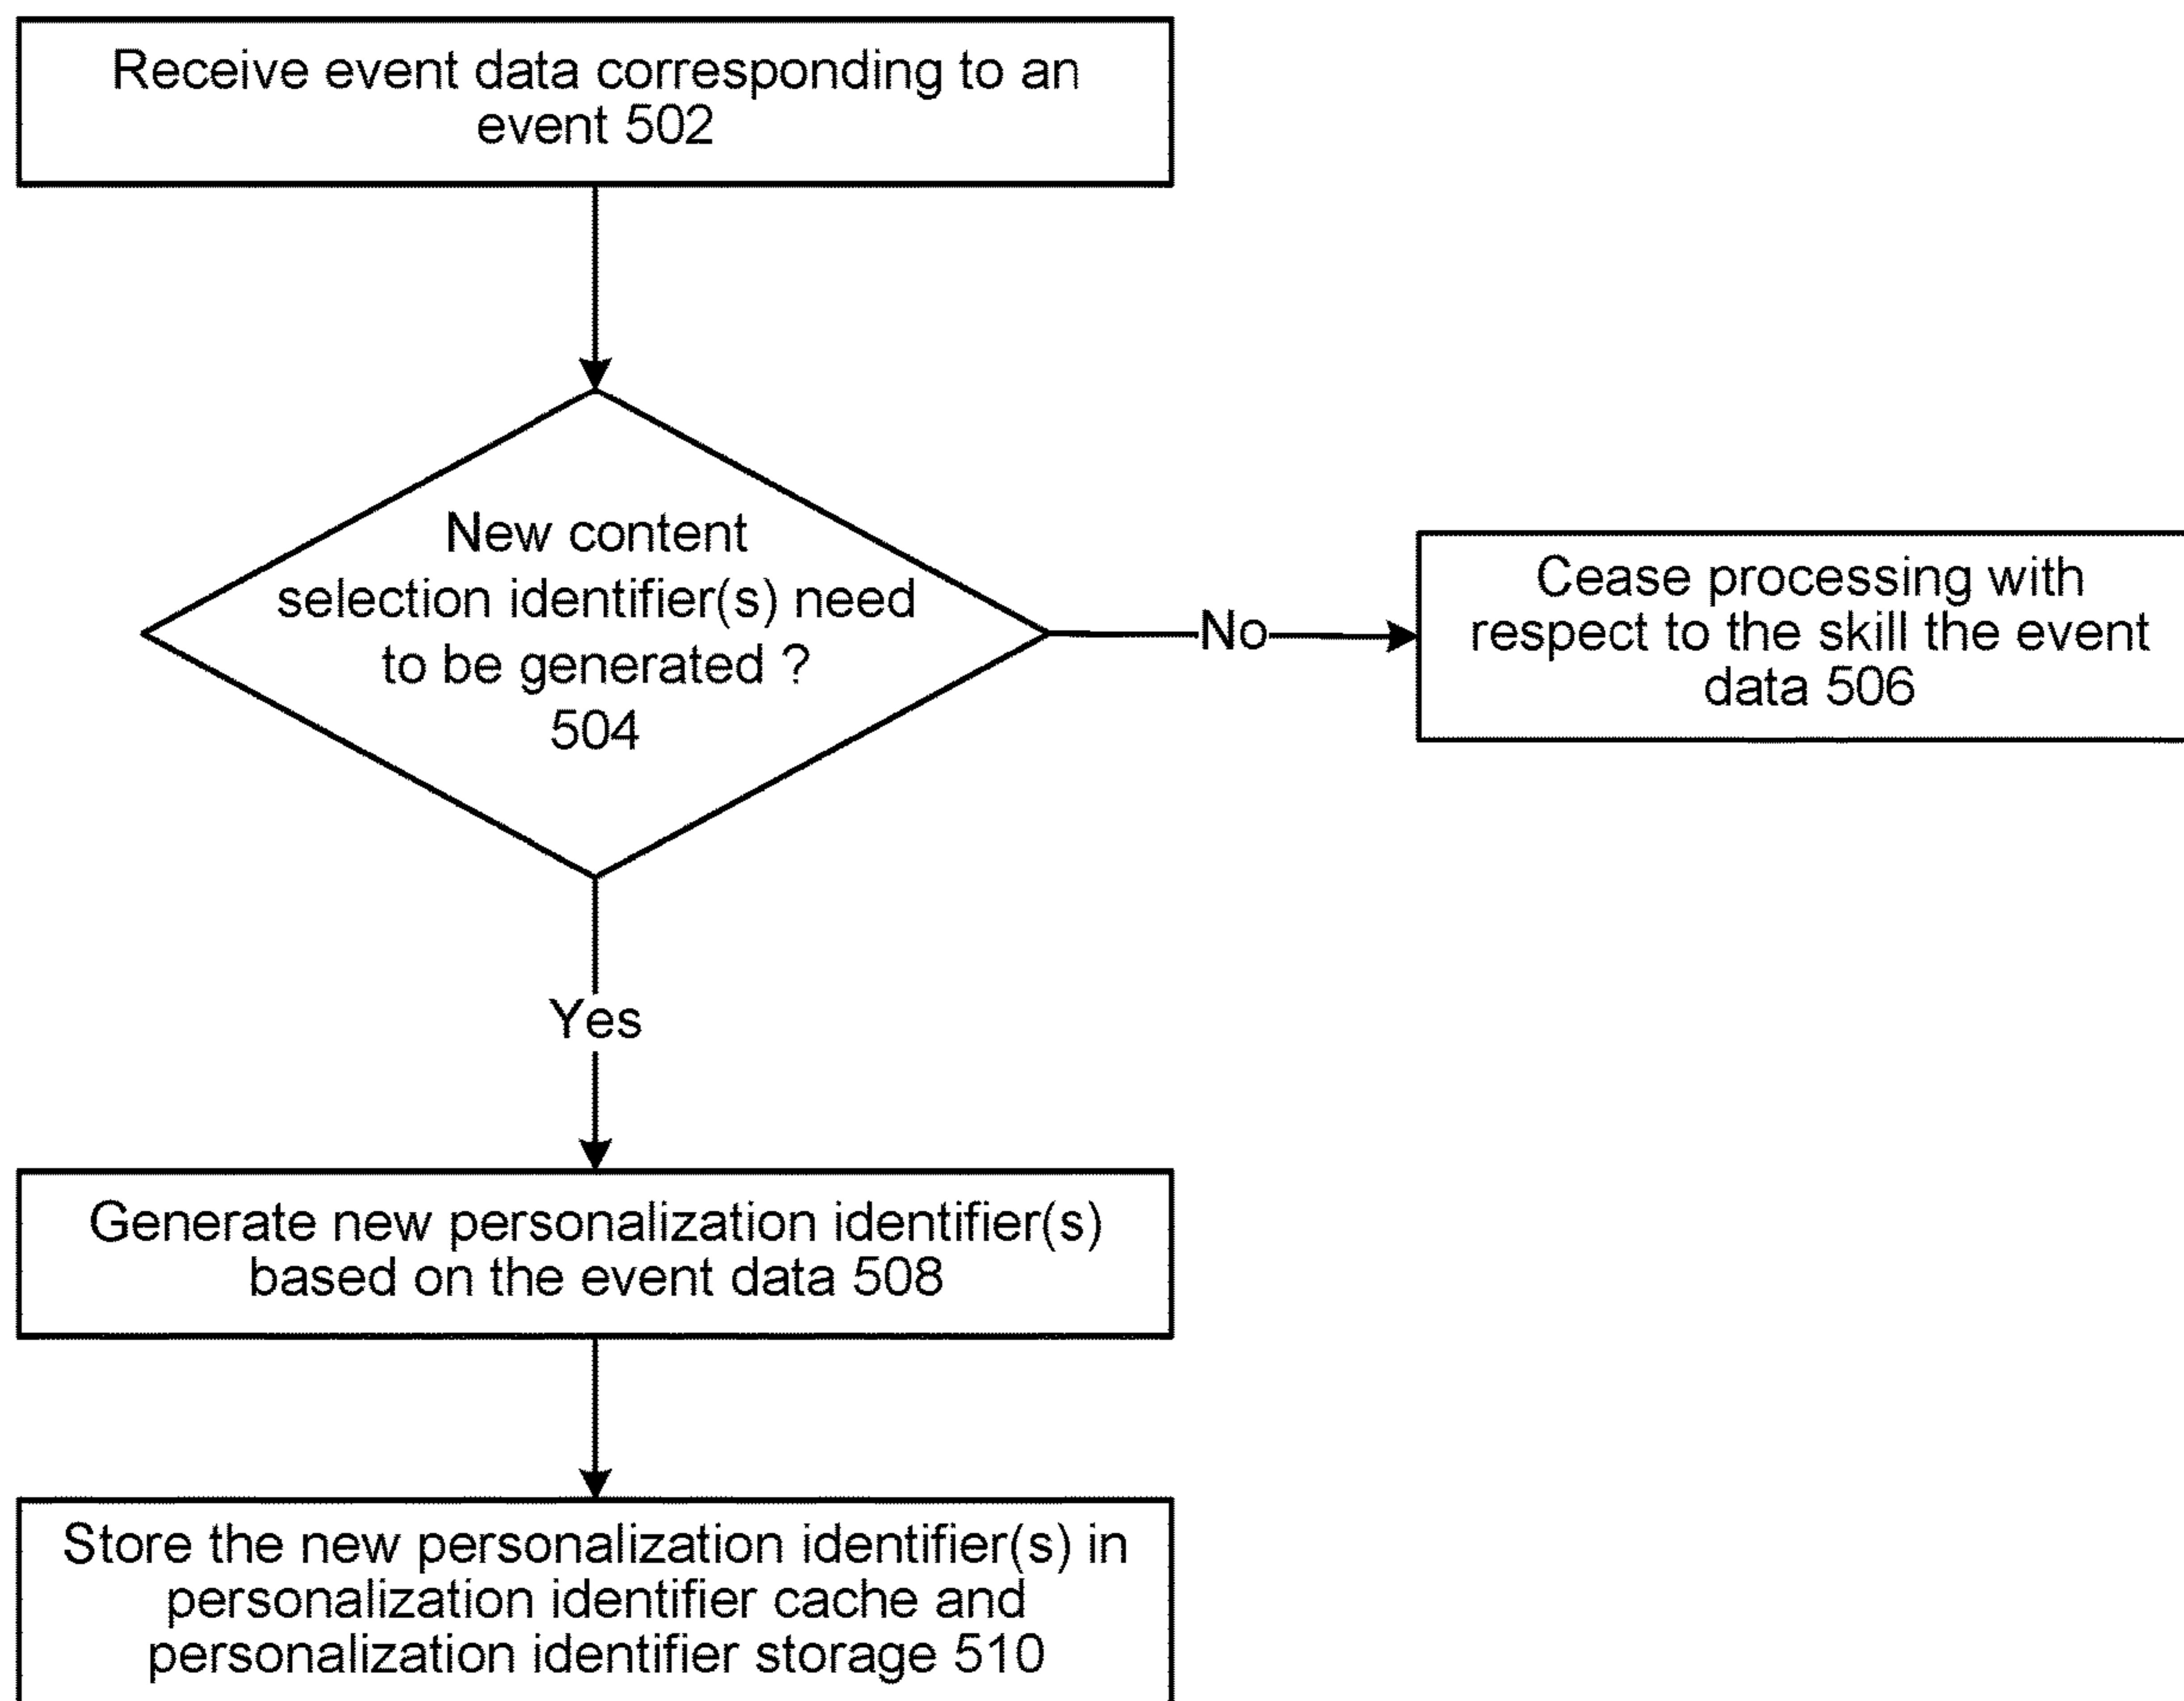 Receive event data corresponding to an
event 502
New content
selection identifier(s) need
to be generated ?
504
No
Cease processing with
respect to the skill the event
data 506
Yes
Generate new personalization identifier(s)
based on the event data 508
Store the new personalization identifier(s) in
personalization identifier cache and
personalization identifier storage 510